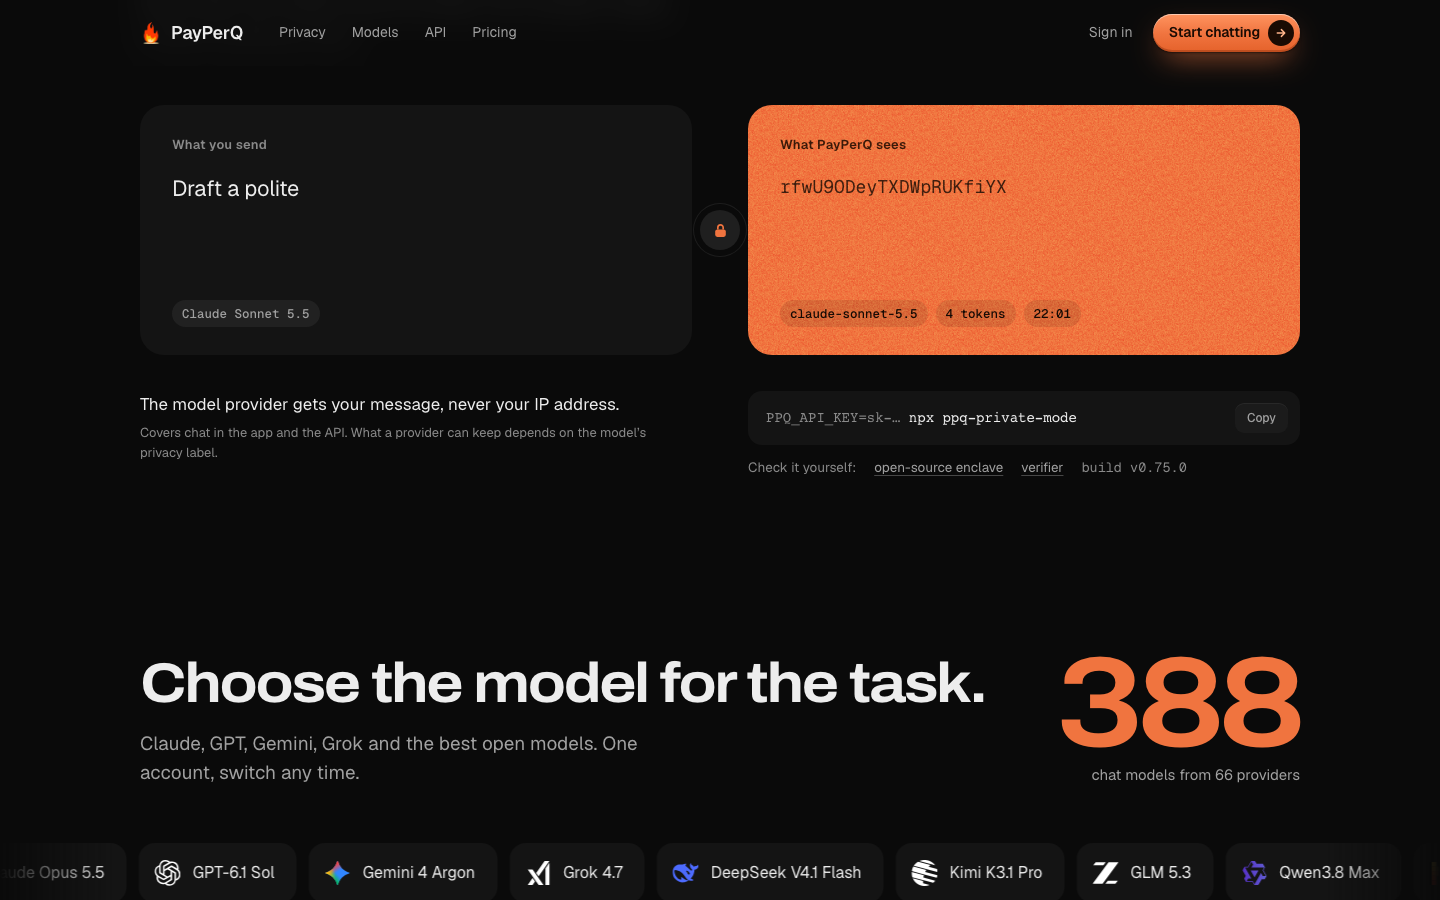 PayPerQ Privacy Models API Pricing Sign in Start chatting
What you send
Draft a polite
Claude Sonnet 5.5
What PayPerQ sees
rfwU9ODeyTXDWpRUKfiYX
claude-sonnet-5.5 4 tokens 22:01
The model provider gets your message, never your IP address.
Covers chat in the app and the API. What a provider can keep depends on the model's
privacy label.
PPQ_API_KEY=sk-… npx ppq-private-mode Copy
Check it yourself: open-source enclave verifier build v0.75.0
Choose the model for the task.
Claude, GPT, Gemini, Grok and the best open models. One
account, switch any time.
388
chat models from 66 providers
Opus 5.5 GPT-6.1 Sol Gemini 4 Argon Grok 4.7 DeepSeek V4.1 Flash Kimi K3.1 Pro GLM 5.3 Qwen3.8 Max